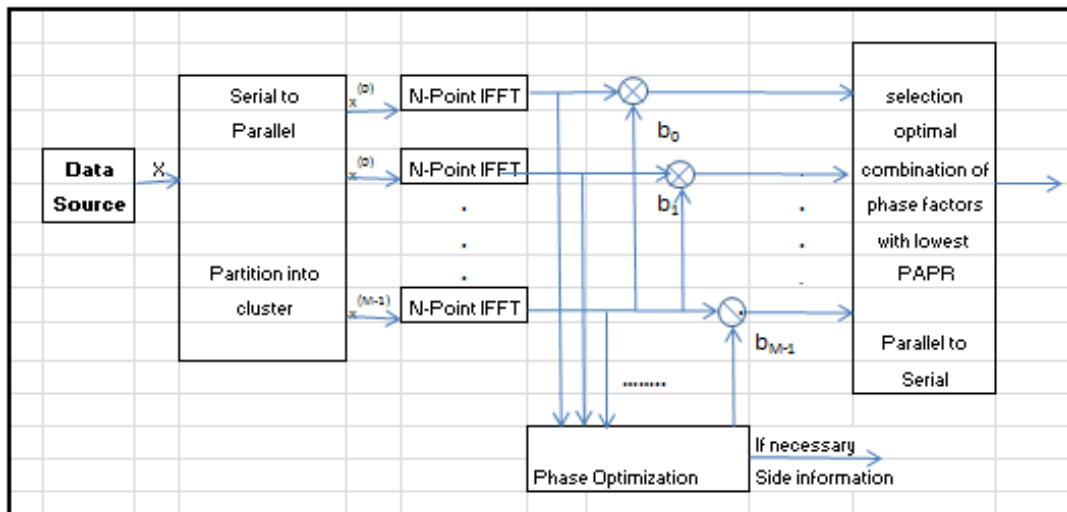 Data
Source
X
Serial to
Parallel
Partition into
cluster
x(0)
x(0)
x(M-1)
N-Point IFFT
N-Point IFFT
N-Point IFFT
b0
b1
bM-1
........
Phase Optimization
If necessary
Side information
selection
optimal
combination of
phase factors
with lowest
PAPR
Parallel to
Serial